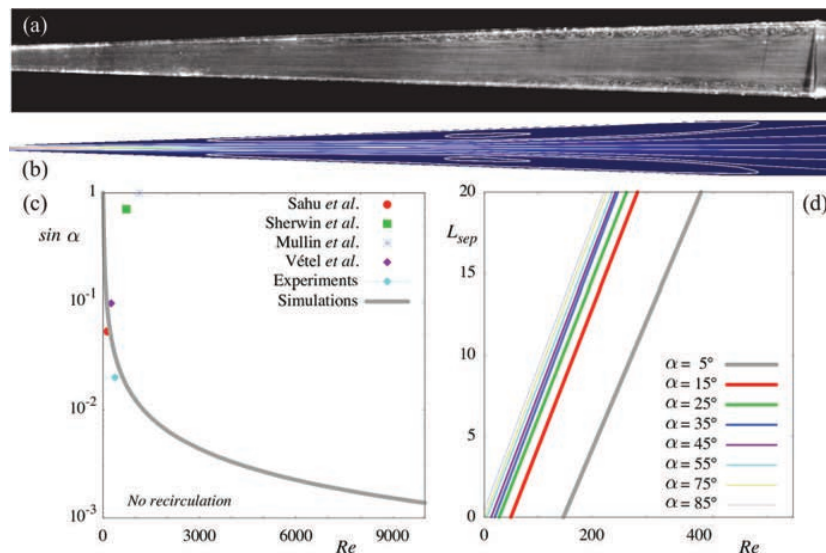 (a)
(b)
(c)
(d)
1
sin α
10⁻¹
10⁻²
10⁻³
Sahu et al.
Sherwin et al.
Mullin et al.
Vétel et al.
Experiments
Simulations
No recirculation
0 3000 6000 9000
Re
20
L_sep
15
10
5
0
α = 5°
α = 15°
α = 25°
α = 35°
α = 45°
α = 55°
α = 75°
α = 85°
0 200 400
Re